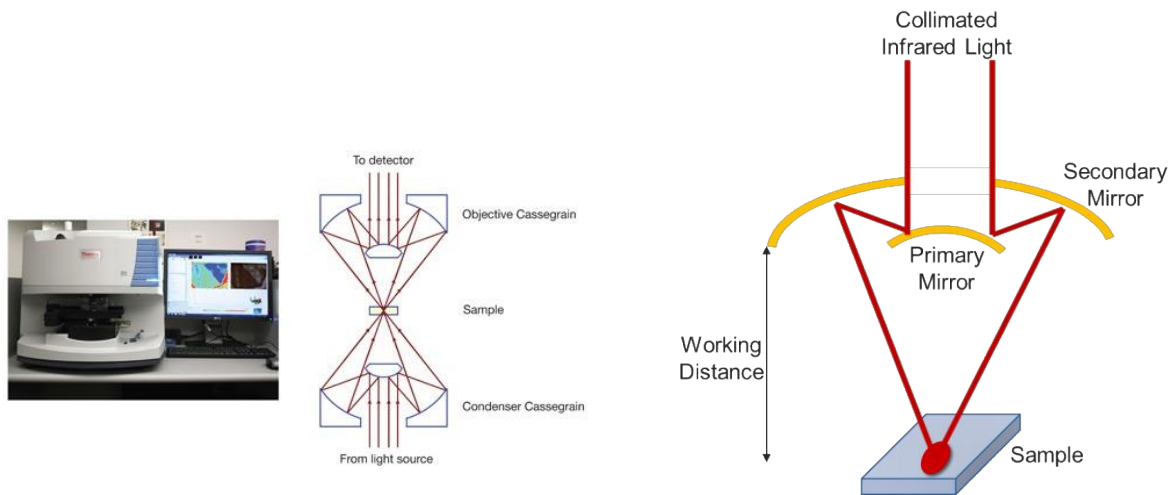 To detector
Objective Cassegrain
Sample
Condenser Cassegrain
From light source
Collimated
Infrared Light
Secondary
Mirror
Primary
Mirror
Working
Distance
Sample